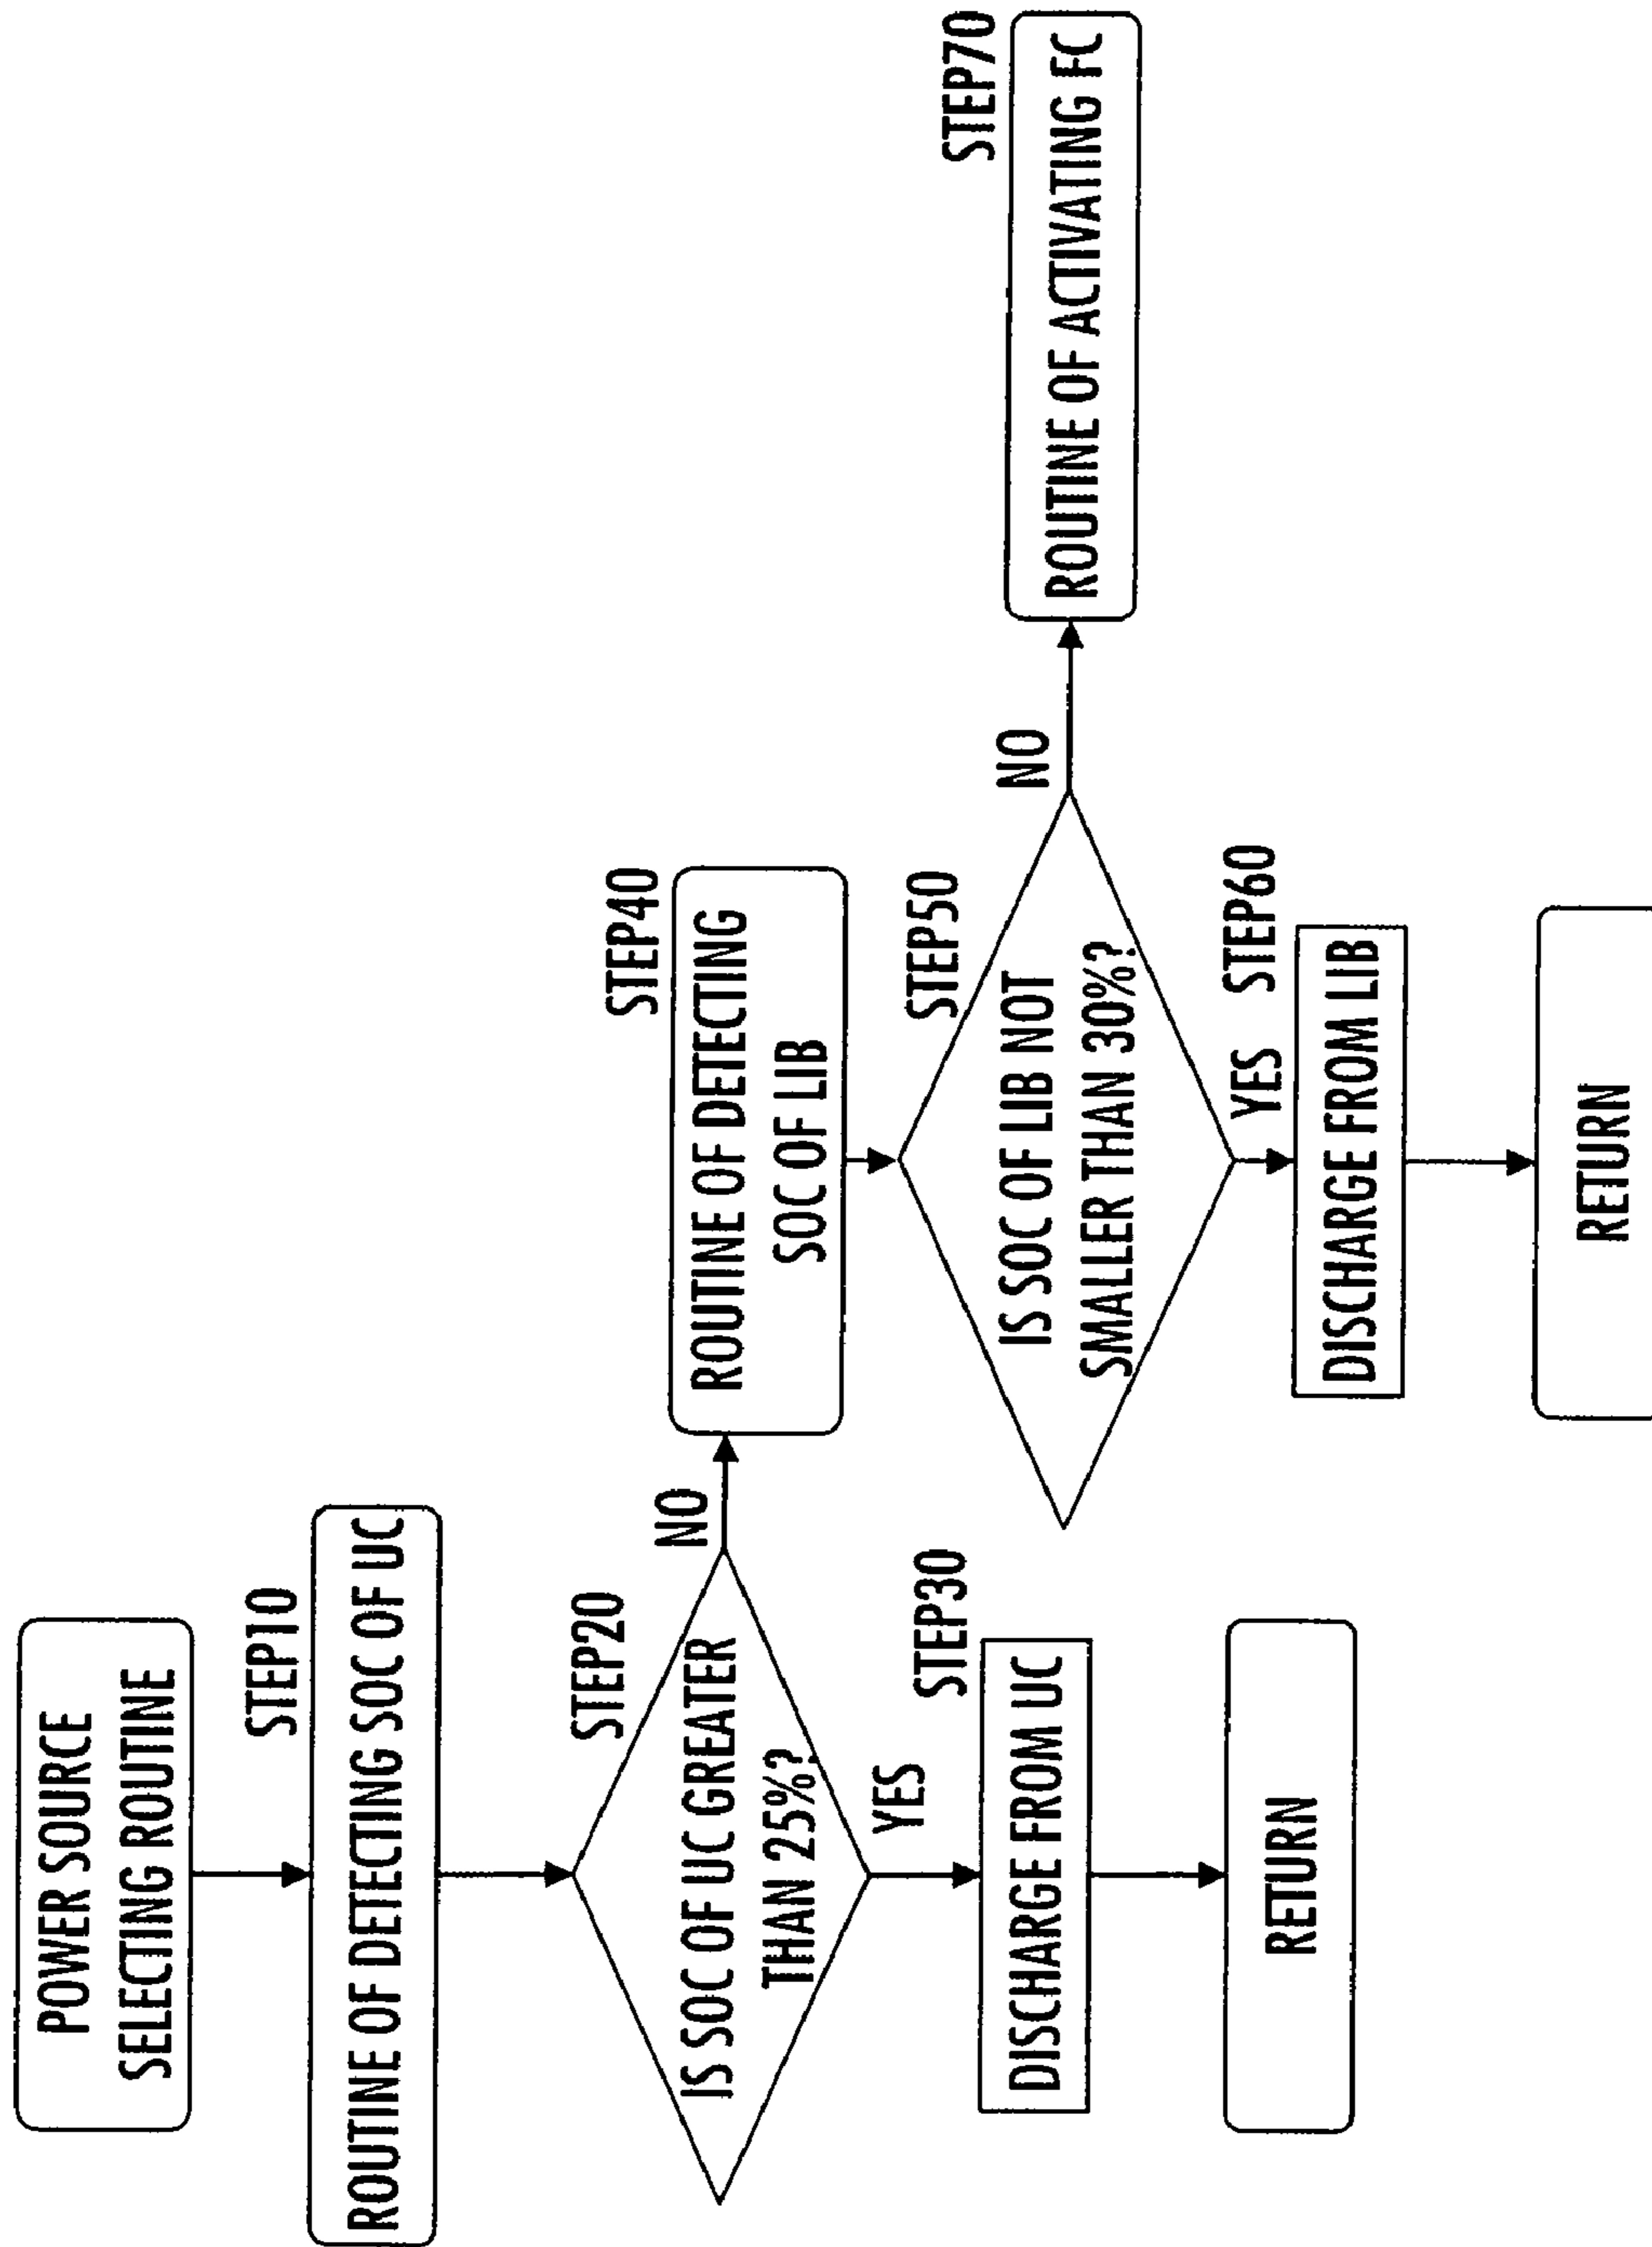 POWER SOURCE
SELECTING ROUTINE
STEP10
ROUTINE OF DETECTING SOC OF UC
STEP20
IS SOC OF UC GREATER
THAN 25%?
NO
YES
STEP30
DISCHARGE FROM UC
RETURN
STEP40
ROUTINE OF DETECTING
SOC OF LIB
STEP50
IS SOC OF LIB NOT
SMALLER THAN 30%?
NO
YES
STEP60
DISCHARGE FROM LIB
RETURN
STEP70
ROUTINE OF ACTIVATING FC